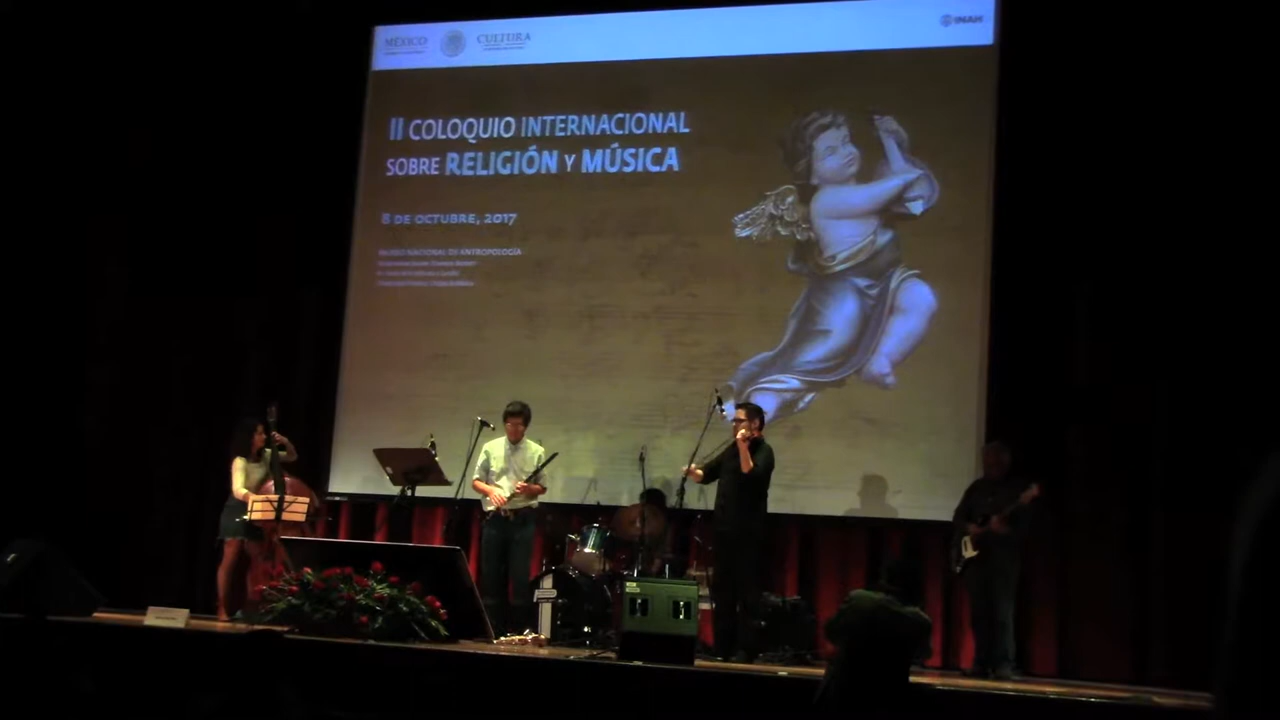 MÉXICO
CULTURA
INAH
II COLOQUIO INTERNACIONAL
SOBRE RELIGIÓN Y MÚSICA
8 DE OCTUBRE, 2017
MUSEO NACIONAL DE ANTROPOLOGÍA